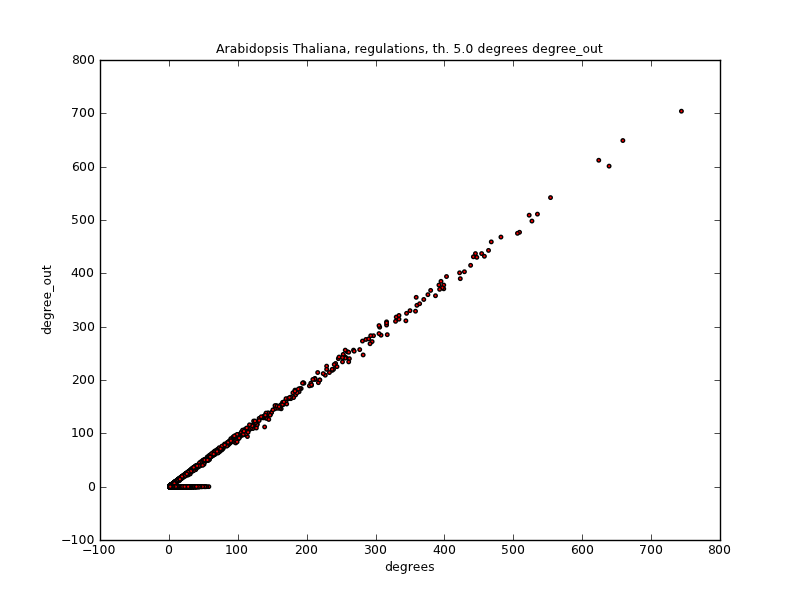 Arabidopsis Thaliana, regulations, th. 5.0 degrees degree_out
800
700
600
500
400
300
200
100
0
−100
degree_out
−100 0 100 200 300 400 500 600 700 800
degrees